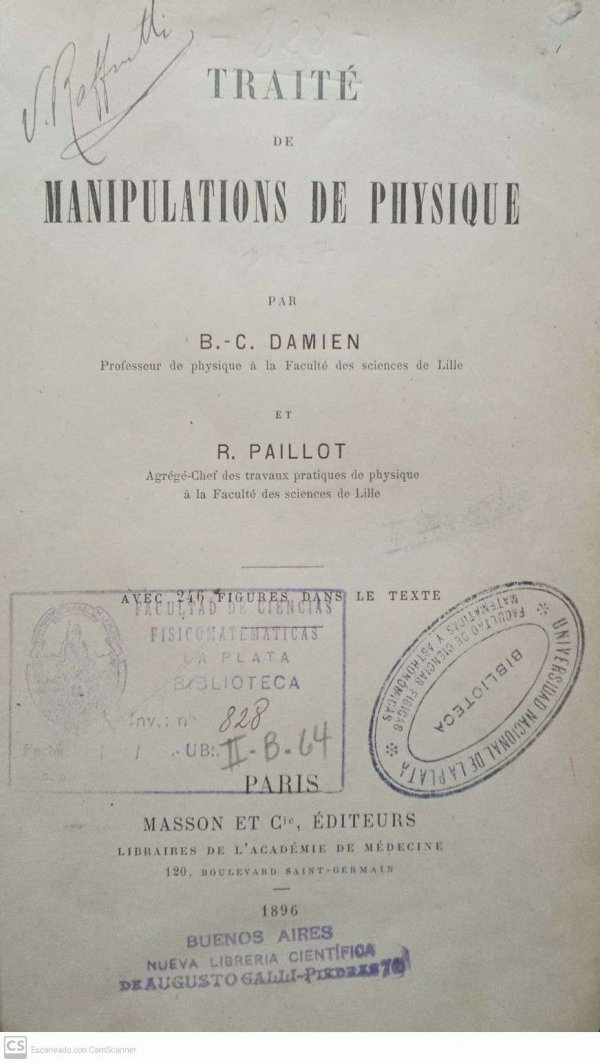 TRAITÉ
DE
MANIPULATIONS DE PHYSIQUE
PAR
B.-C. DAMIEN
Professeur de physique à la Faculté des sciences de Lille
ET
R. PAILLOT
Agrégé-Chef des travaux pratiques de physique
à la Faculté des sciences de Lille
AVEC 246 FIGURES DANS LE TEXTE
FACULTAD DE CIENCIAS
FISICOMATEMATICAS
LA PLATA
BIBLIOTECA
Inv.: nº 828
UB: II-B-64
UNIVERSIDAD NACIONAL DE LA PLATA
FACULTAD DE CIENCIAS FISICAS
MATEMATICAS Y ASTRONOMICAS
BIBLIOTECA
PARIS
MASSON ET Cie, ÉDITEURS
LIBRAIRES DE L'ACADÉMIE DE MÉDECINE
120, BOULEVARD SAINT-GERMAIN
1896
BUENOS AIRES
NUEVA LIBRERIA CIENTÍFICA
DE AUGUSTO GALLI-PIEDRAS
CS Escaneado con CamScanner